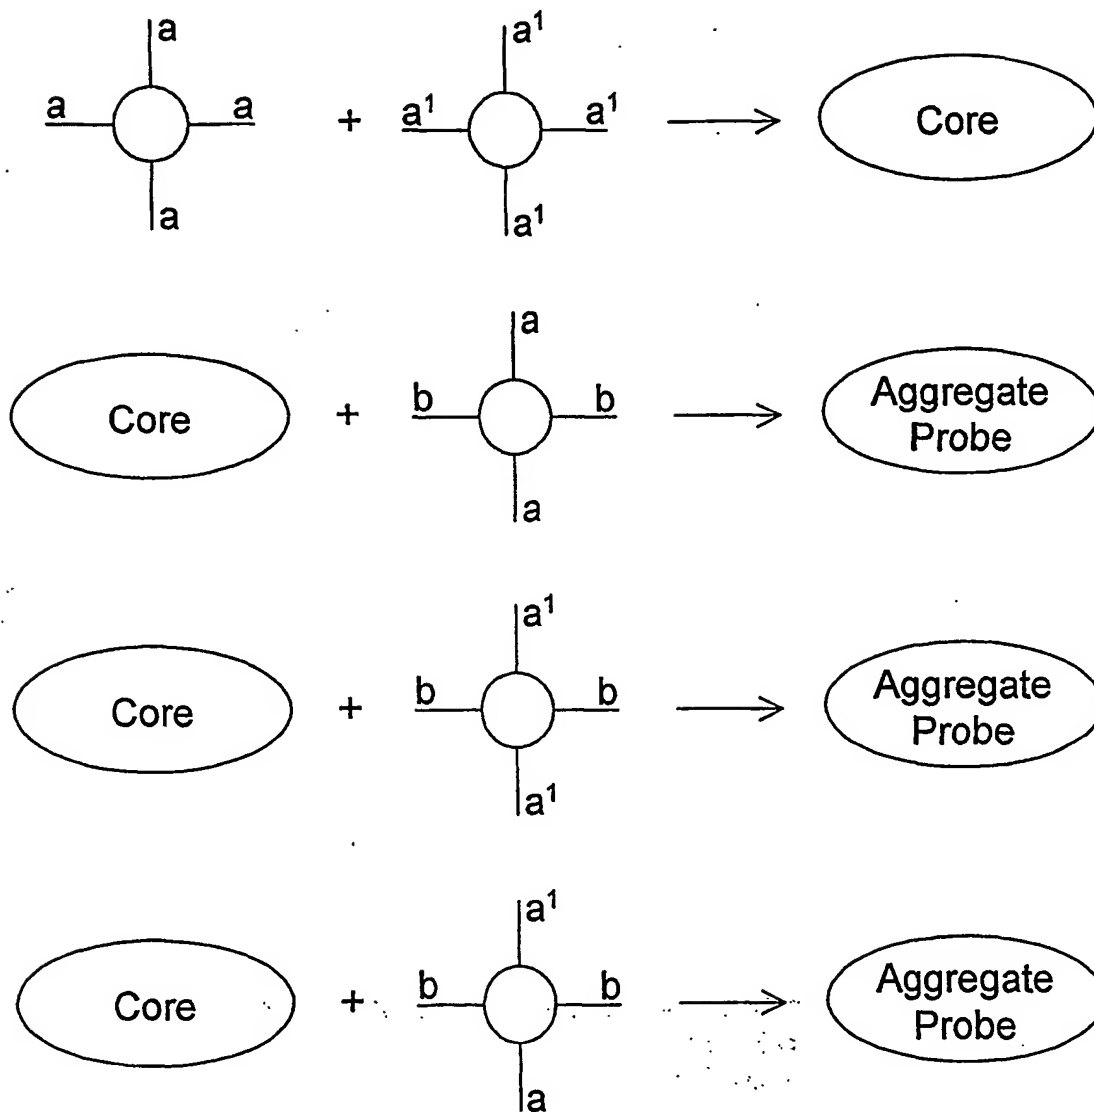 a a¹
a a + a¹ a¹ Core
a a¹
a
Core + b b Aggregate
Probe
a
a¹
Core + b b Aggregate
Probe
a¹
a¹
Core + b b Aggregate
Probe
a